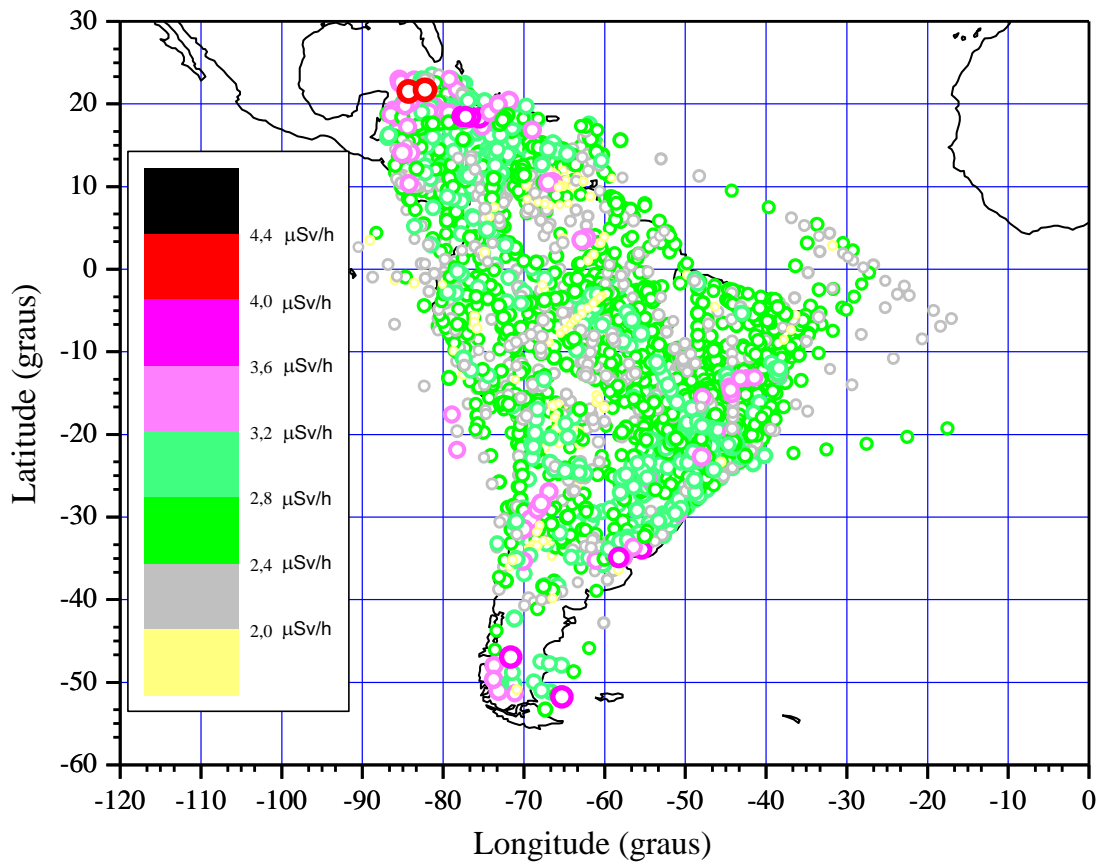 30
20
10
0
-10
-20
-30
-40
-50
-60
Latitude (graus)
4,4 μSv/h
4,0 μSv/h
3,6 μSv/h
3,2 μSv/h
2,8 μSv/h
2,4 μSv/h
2,0 μSv/h
-120 -110 -100 -90 -80 -70 -60 -50 -40 -30 -20 -10 0
Longitude (graus)